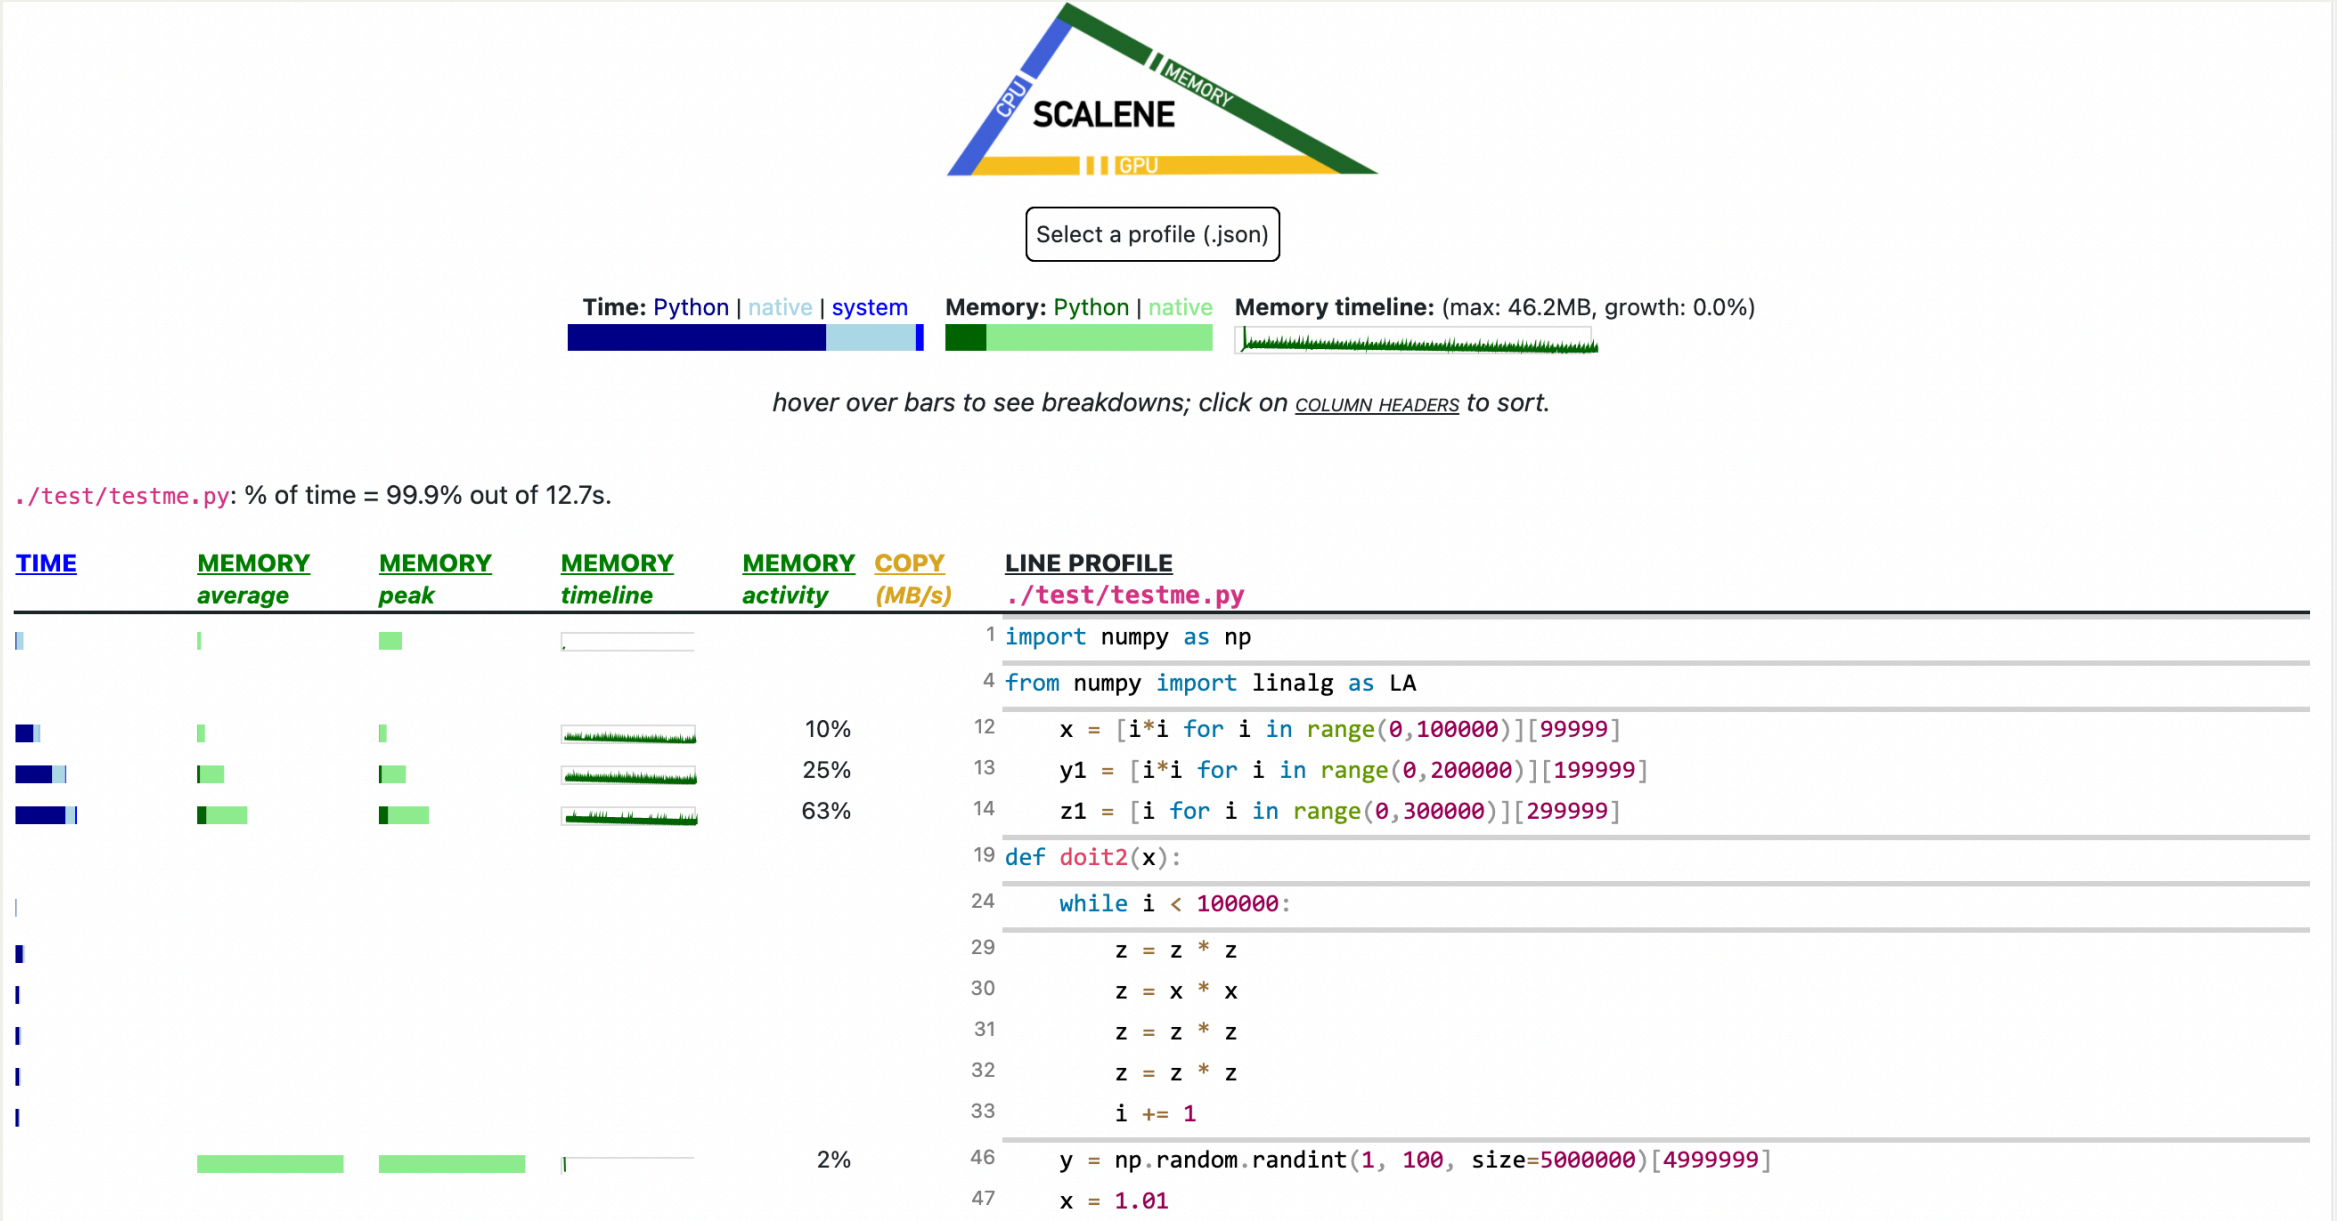 CPU
MEMORY
SCALENE
GPU
Select a profile (.json)
Time: Python | native | system Memory: Python | native Memory timeline: (max: 46.2MB, growth: 0.0%)
hover over bars to see breakdowns; click on COLUMN HEADERS to sort.
./test/testme.py: % of time = 99.9% out of 12.7s.
TIME MEMORY MEMORY MEMORY MEMORY COPY LINE PROFILE
average peak timeline activity (MB/s) ./test/testme.py
1 import numpy as np
4 from numpy import linalg as LA
10% 12 x = [i*i for i in range(0,100000)][99999]
25% 13 y1 = [i*i for i in range(0,200000)][199999]
63% 14 z1 = [i for i in range(0,300000)][299999]
19 def doit2(x):
24 while i < 100000:
29 z = z * z
30 z = x * x
31 z = z * z
32 z = z * z
33 i += 1
2% 46 y = np.random.randint(1, 100, size=5000000)[4999999]
47 x = 1.01